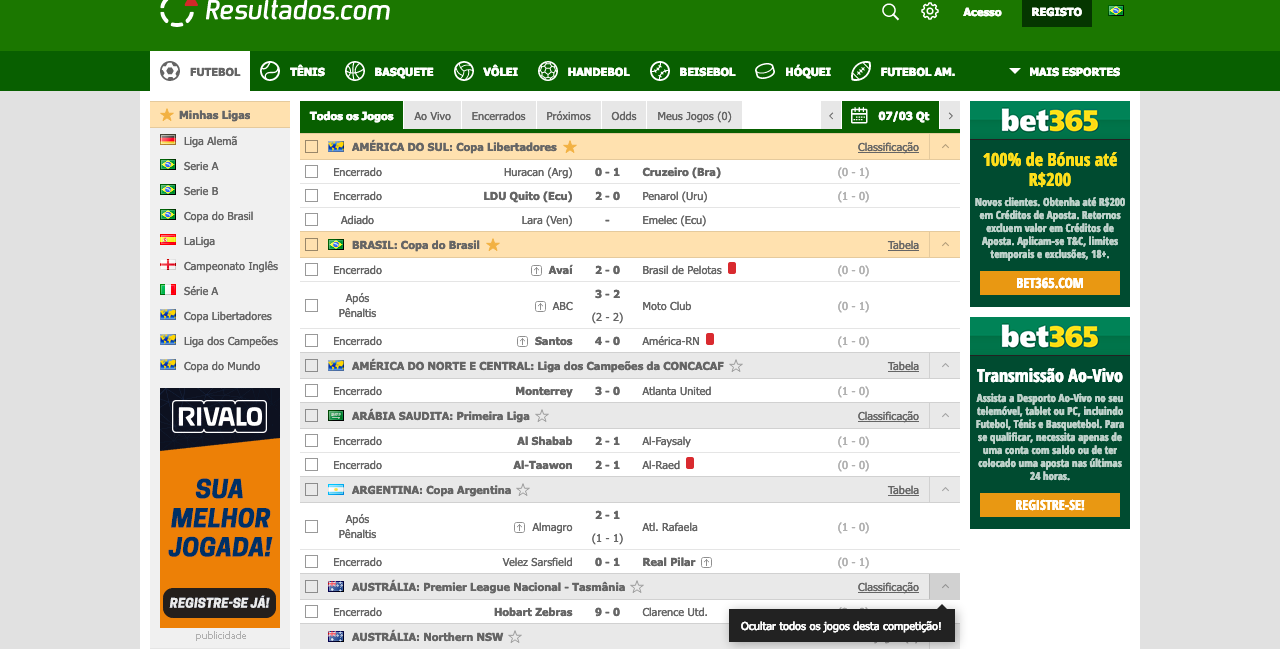 Resultados.com
Acesso REGISTO
FUTEBOL TÊNIS BASQUETE VÔLEI HANDEBOL BEISEBOL HÓQUEI FUTEBOL AM. MAIS ESPORTES
Minhas Ligas
Liga Alemã
Serie A
Serie B
Copa do Brasil
LaLiga
Campeonato Inglês
Série A
Copa Libertadores
Liga dos Campeões
Copa do Mundo
RIVALO
SUA
MELHOR
JOGADA!
REGISTRE-SE JÁ!
publicidade
Todos os Jogos Ao Vivo Encerrados Próximos Odds Meus Jogos (0) 07/03 Qt
AMÉRICA DO SUL: Copa Libertadores Classificação
Encerrado Huracan (Arg) 0 - 1 Cruzeiro (Bra) (0 - 1)
Encerrado LDU Quito (Ecu) 2 - 0 Penarol (Uru) (1 - 0)
Adiado Lara (Ven) - Emelec (Ecu)
BRASIL: Copa do Brasil Tabela
Encerrado Avaí 2 - 0 Brasil de Pelotas (0 - 0)
Após
Pênaltis ABC 3 - 2 Moto Club (0 - 1)
(2 - 2)
Encerrado Santos 4 - 0 América-RN (1 - 0)
AMÉRICA DO NORTE E CENTRAL: Liga dos Campeões da CONCACAF Tabela
Encerrado Monterrey 3 - 0 Atlanta United (1 - 0)
ARÁBIA SAUDITA: Primeira Liga Classificação
Encerrado Al Shabab 2 - 1 Al-Faysaly (1 - 0)
Encerrado Al-Taawon 2 - 1 Al-Raed (0 - 0)
ARGENTINA: Copa Argentina Tabela
Após
Pênaltis Almagro 2 - 1 Atl. Rafaela (1 - 0)
(1 - 1)
Encerrado Velez Sarsfield 0 - 1 Real Pilar (0 - 1)
AUSTRÁLIA: Premier League Nacional - Tasmânia Classificação
Encerrado Hobart Zebras 9 - 0 Clarence Utd.
Ocultar todos os jogos desta competição!
AUSTRÁLIA: Northern NSW
bet365
100% de Bónus até
R$200
Novos clientes. Obtenha até R$200
em Créditos de Aposta. Retornos
excluem valor em Créditos de
Aposta. Aplicam-se T&C, limites
temporais e exclusões, 18+.
BET365.COM
bet365
Transmissão Ao-Vivo
Assista a Desporto Ao-Vivo no seu
telemóvel, tablet ou PC, incluindo
Futebol, Ténis e Basquetebol. Para
se qualificar, necessita apenas de
uma conta com saldo ou de ter
colocado uma aposta nas últimas
24 horas.
REGISTRE-SE!